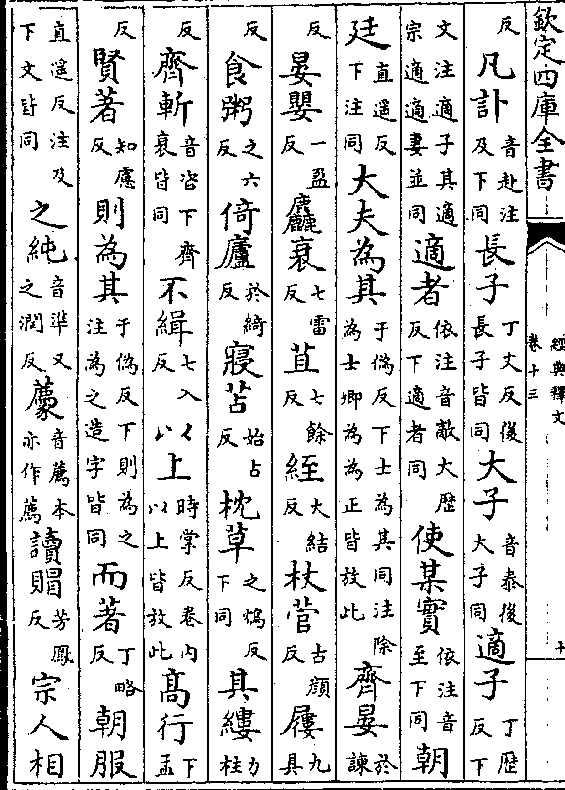 欽定四庫全書
經典釋文
卷十三
反凡訃音赴注及下同長子丁丈反後長子皆同大子音泰後大子同適子丁歷反下
文注適子其適宗適適妻並同適者依注音敵大歷反下適者同使某實依注音至下同朝
廷直遥反下注同大夫為其于偽反下士為其同注除為士卿為為正皆放此齊晏於諫
反晏嬰一盈反麤衰七雷反苴七餘反絰大結反杖菅古顔反屨九具
反食粥之六反倚廬於綺反寢苫始占反枕草之鴆反下同其縷力柱
反齊斬音咨下齊衰皆同不緝七入反以上時掌反卷内以上皆放此髙行下孟
反賢著知慮反則為其于偽反下則為之注為之造字皆同而著丁略反朝服
直遥反注及下文皆同之純音準又之潤反薦音薦本亦作薦讀賵芳鳳反宗人相